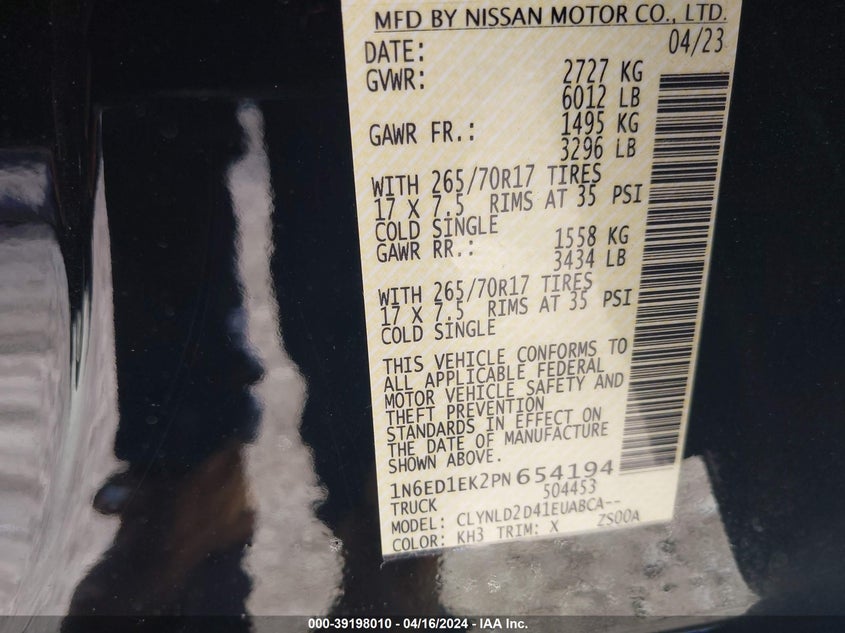 MFD BY NISSAN MOTOR CO., LTD.
DATE: 04/23
GVWR: 2727 KG
6012 LB
GAWR FR.: 1495 KG
3296 LB
WITH 265/70R17 TIRES
17 X 7.5 RIMS AT 35 PSI
COLD SINGLE
GAWR RR.: 1558 KG
3434 LB
WITH 265/70R17 TIRES
17 X 7.5 RIMS AT 35 PSI
COLD SINGLE
THIS VEHICLE CONFORMS TO
ALL APPLICABLE FEDERAL
MOTOR VEHICLE SAFETY AND
THEFT PREVENTION
STANDARDS IN EFFECT ON
THE DATE OF MANUFACTURE
SHOWN ABOVE.
1N6ED1EK2PN654194
TRUCK 504453
MODEL: CLYNLD2D41EUABCA--
COLOR: KH3 TRIM: X ZS00A
000-39198010 - 04/16/2024 - IAA Inc.